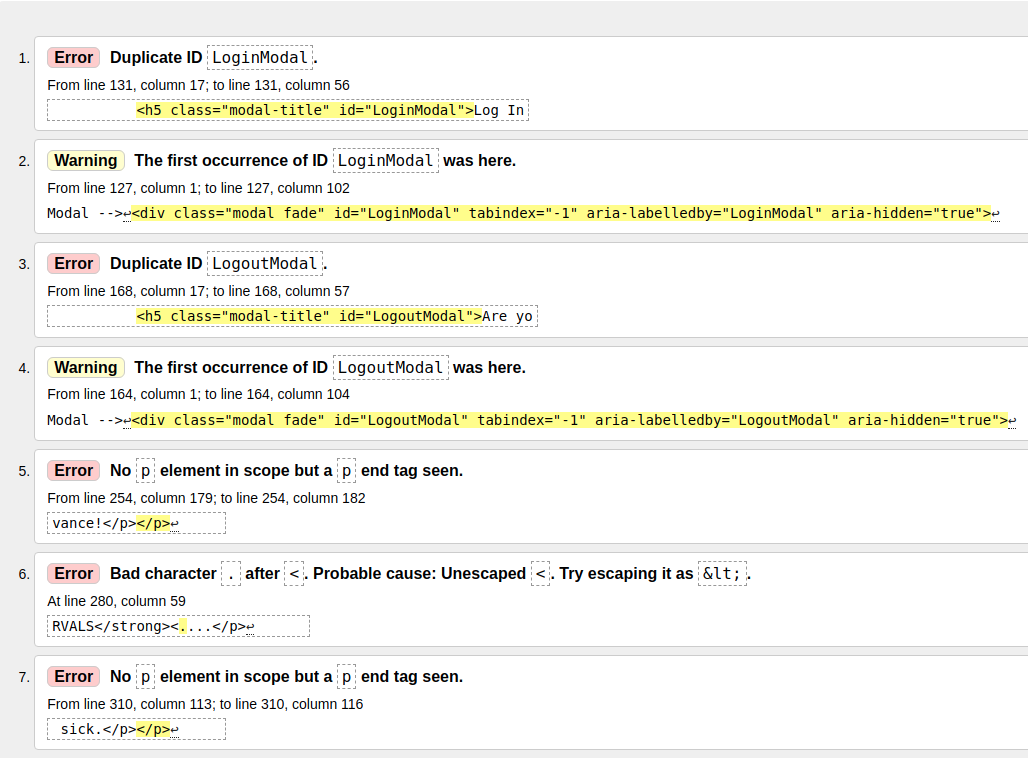 1. Error Duplicate ID LoginModal.
From line 131, column 17; to line 131, column 56
<h5 class="modal-title" id="LoginModal">Log In
2. Warning The first occurrence of ID LoginModal was here.
From line 127, column 1; to line 127, column 102
Modal -->↩<div class="modal fade" id="LoginModal" tabindex="-1" aria-labelledby="LoginModal" aria-hidden="true">↩
3. Error Duplicate ID LogoutModal.
From line 168, column 17; to line 168, column 57
<h5 class="modal-title" id="LogoutModal">Are yo
4. Warning The first occurrence of ID LogoutModal was here.
From line 164, column 1; to line 164, column 104
Modal -->↩<div class="modal fade" id="LogoutModal" tabindex="-1" aria-labelledby="LogoutModal" aria-hidden="true">↩
5. Error No p element in scope but a p end tag seen.
From line 254, column 179; to line 254, column 182
vance!</p></p>↩
6. Error Bad character . after <. Probable cause: Unescaped <. Try escaping it as &lt;.
At line 280, column 59
RVALS</strong><....</p>↩
7. Error No p element in scope but a p end tag seen.
From line 310, column 113; to line 310, column 116
sick.</p></p>↩